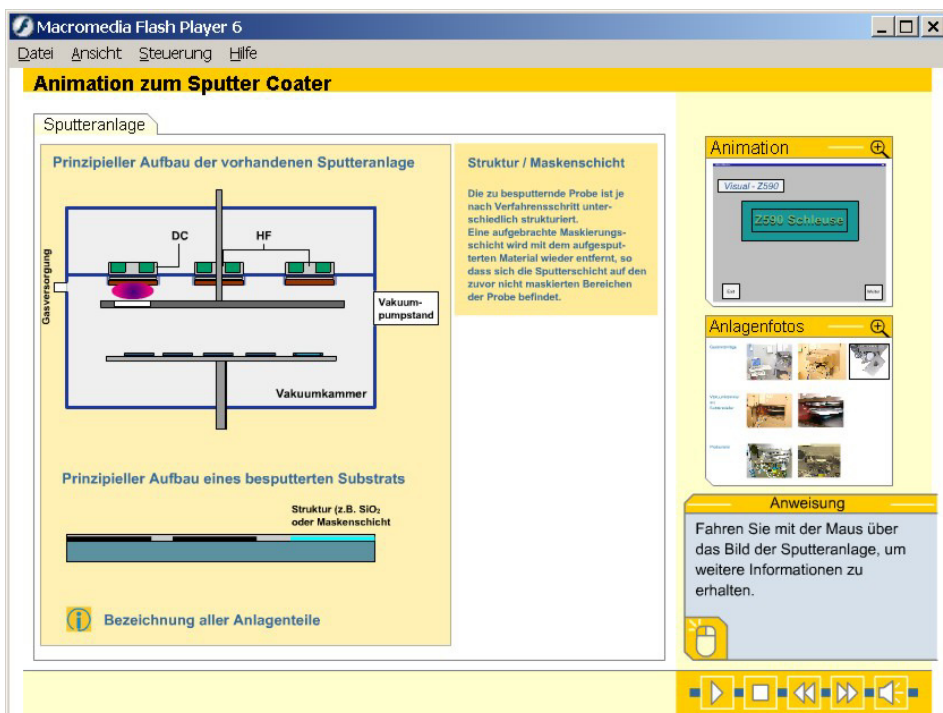 Macromedia Flash Player 6
Datei Ansicht Steuerung Hilfe
Animation zum Sputter Coater
Sputteranlage
Prinzipieller Aufbau der vorhandenen Sputteranlage
DC
HF
Gasversorgung
Vakuum-
pumpstand
Vakuumkammer
Prinzipieller Aufbau eines besputterten Substrats
Struktur (z.B. SiO₂
oder Maskenschicht
Bezeichnung aller Anlagenteile
Struktur / Maskenschicht
Die zu besputternde Probe ist je
nach Verfahrensschritt unter-
schiedlich strukturiert.
Eine aufgebrachte Maskierungs-
schicht wird mit dem aufgesput-
terten Material wieder entfernt, so
dass sich die Sputterschicht auf den
zuvor nicht maskierten Bereichen
der Probe befindet.
Animation
Visual - Z590
Z590 Schleuse
Anlagenfotos
Anweisung
Fahren Sie mit der Maus über
das Bild der Sputteranlage, um
weitere Informationen zu
erhalten.